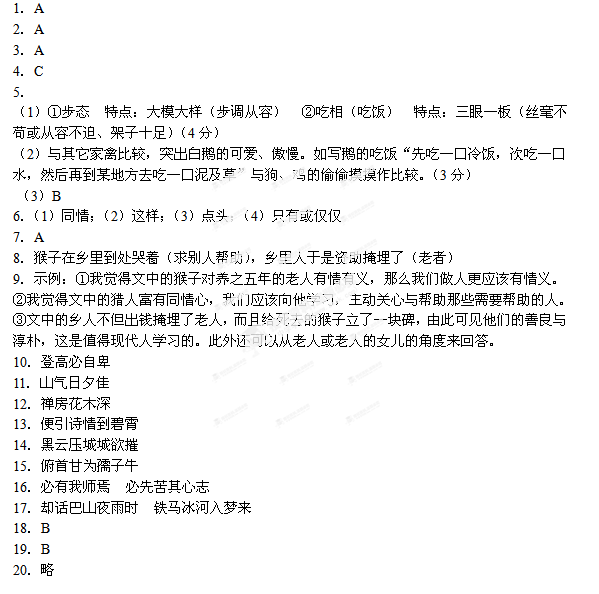 1．A
2．A
3．A
4．C
5．
（1）①步态　特点：大模大样（步调从容）　②吃相（吃饭）　特点：三眼一板（丝毫不
苟或从容不迫、架子十足）（4 分）
（2）与其它家禽比较，突出白鹅的可爱、傲慢。如写鹅的吃饭“先吃一口冷饭，次吃一口
水，然后再到某地方去吃一口泥及草”与狗、鸡的偷偷摸摸作比较。（3 分）
（3）B
6．（1）同情；（2）这样；（3）点头；（4）只有或仅仅
7．A
8．猴子在乡里到处哭着（求别人帮助），乡里人于是资助掩埋了（老者）
9．示例：①我觉得文中的猴子对养之五年的老人有情有义，那么我们做人更应该有情义。
②我觉得文中的猎人富有同情心，我们应该向他学习，主动关心与帮助那些需要帮助的人。
③文中的乡人不但出钱掩埋了老人，而且给死去的猴子立了--块碑，由此可见他们的善良与
淳朴，这是值得现代人学习的。此外还可以从老人或老人的女儿的角度来回答。
10．登高必自卑
11．山气日夕佳
12．禅房花木深
13．便引诗情到碧霄
14．黑云压城城欲摧
15．俯首甘为孺子牛
16．必有我师焉　必先苦其心志
17．却话巴山夜雨时　铁马冰河入梦来
18．B
19．B
20．略